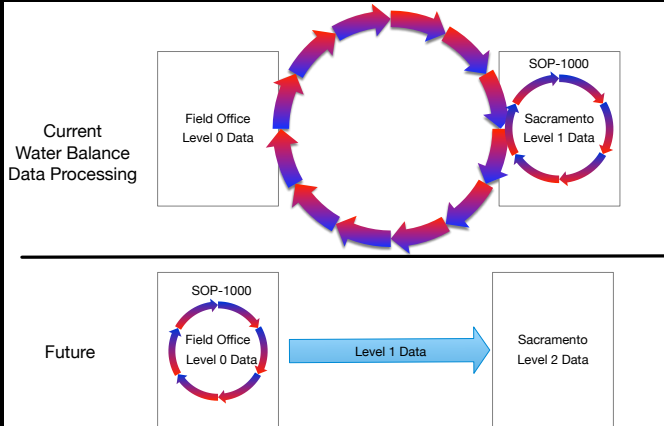 Current
Water Balance
Data Processing
Field Office
Level 0 Data
SOP-1000
Sacramento
Level 1 Data
Future
SOP-1000
Field Office
Level 0 Data
Level 1 Data
Sacramento
Level 2 Data